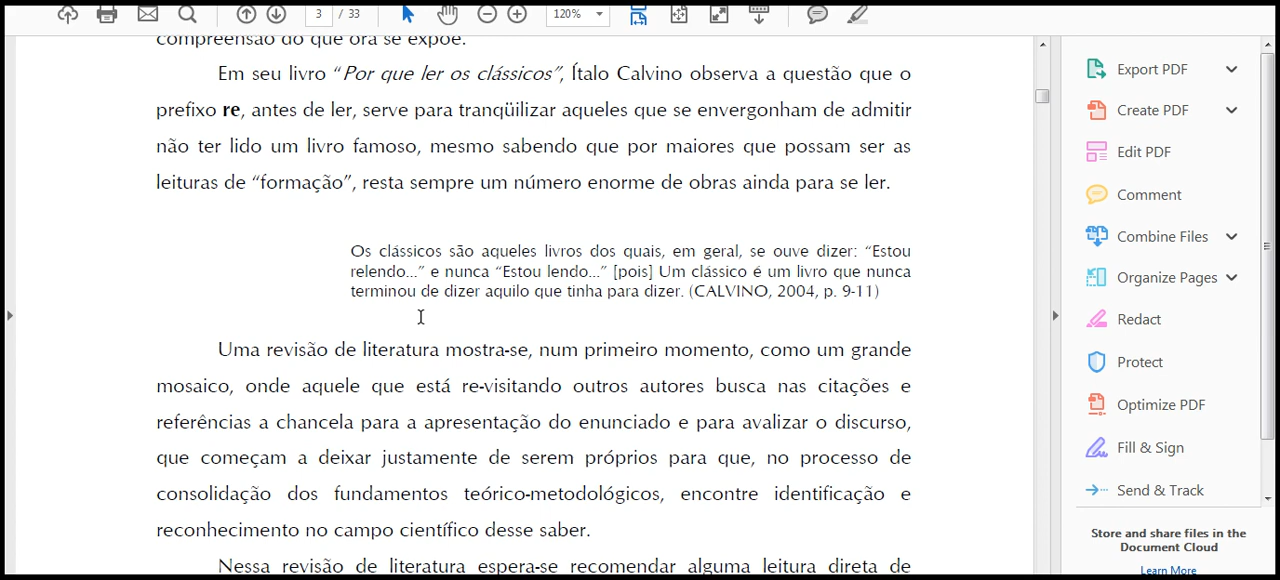 3 / 33
120%
compreensão do que ora se expõe.
Em seu livro “Por que ler os clássicos”, Ítalo Calvino observa a questão que o
prefixo re, antes de ler, serve para tranqüilizar aqueles que se envergonham de admitir
não ter lido um livro famoso, mesmo sabendo que por maiores que possam ser as
leituras de “formação”, resta sempre um número enorme de obras ainda para se ler.
Os clássicos são aqueles livros dos quais, em geral, se ouve dizer: “Estou
relendo...” e nunca “Estou lendo...” [pois] Um clássico é um livro que nunca
terminou de dizer aquilo que tinha para dizer. (CALVINO, 2004, p. 9-11)
Uma revisão de literatura mostra-se, num primeiro momento, como um grande
mosaico, onde aquele que está re-visitando outros autores busca nas citações e
referências a chancela para a apresentação do enunciado e para avalizar o discurso,
que começam a deixar justamente de serem próprios para que, no processo de
consolidação dos fundamentos teórico-metodológicos, encontre identificação e
reconhecimento no campo científico desse saber.
Nessa revisão de literatura espera-se recomendar alguma leitura direta de
Export PDF
Create PDF
Edit PDF
Comment
Combine Files
Organize Pages
Redact
Protect
Optimize PDF
Fill & Sign
Send & Track
Store and share files in the
Document Cloud
Learn More